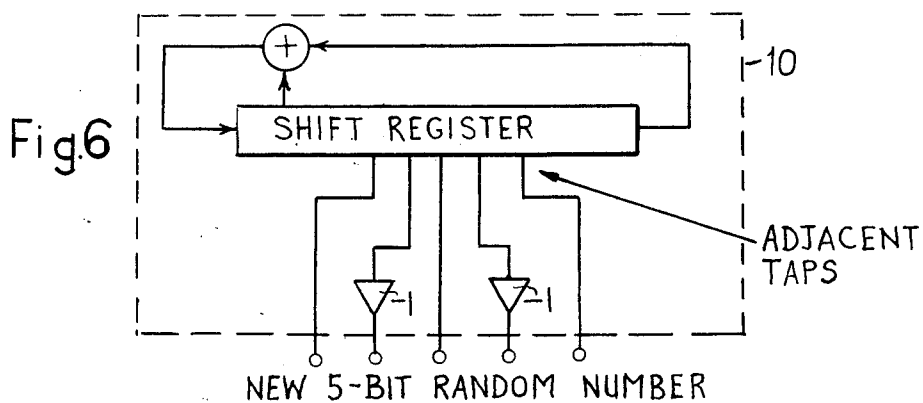 Fig.6
+
10
SHIFT REGISTER
ADJACENT
TAPS
-1
-1
NEW 5-BIT RANDOM NUMBER